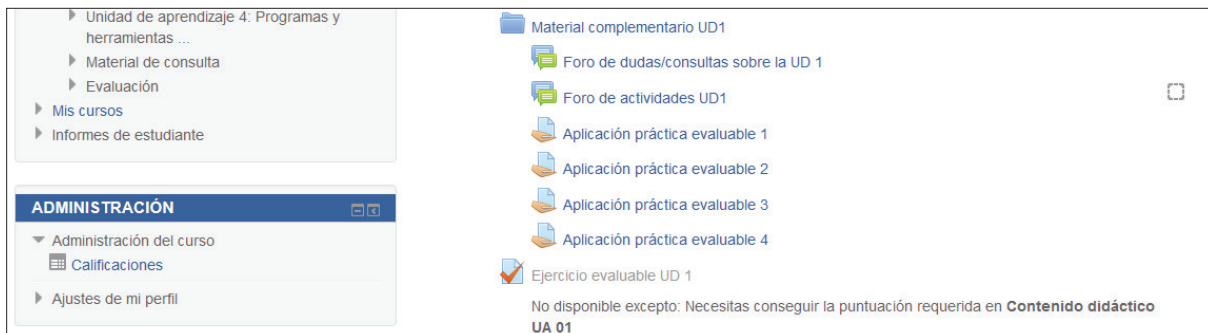 Unidad de aprendizaje 4: Programas y
herramientas ...
Material de consulta
Evaluación
Mis cursos
Informes de estudiante
ADMINISTRACIÓN
Administración del curso
Calificaciones
Ajustes de mi perfil
Material complementario UD1
Foro de dudas/consultas sobre la UD 1
Foro de actividades UD1
Aplicación práctica evaluable 1
Aplicación práctica evaluable 2
Aplicación práctica evaluable 3
Aplicación práctica evaluable 4
Ejercicio evaluable UD 1
No disponible excepto: Necesitas conseguir la puntuación requerida en Contenido didáctico
UA 01